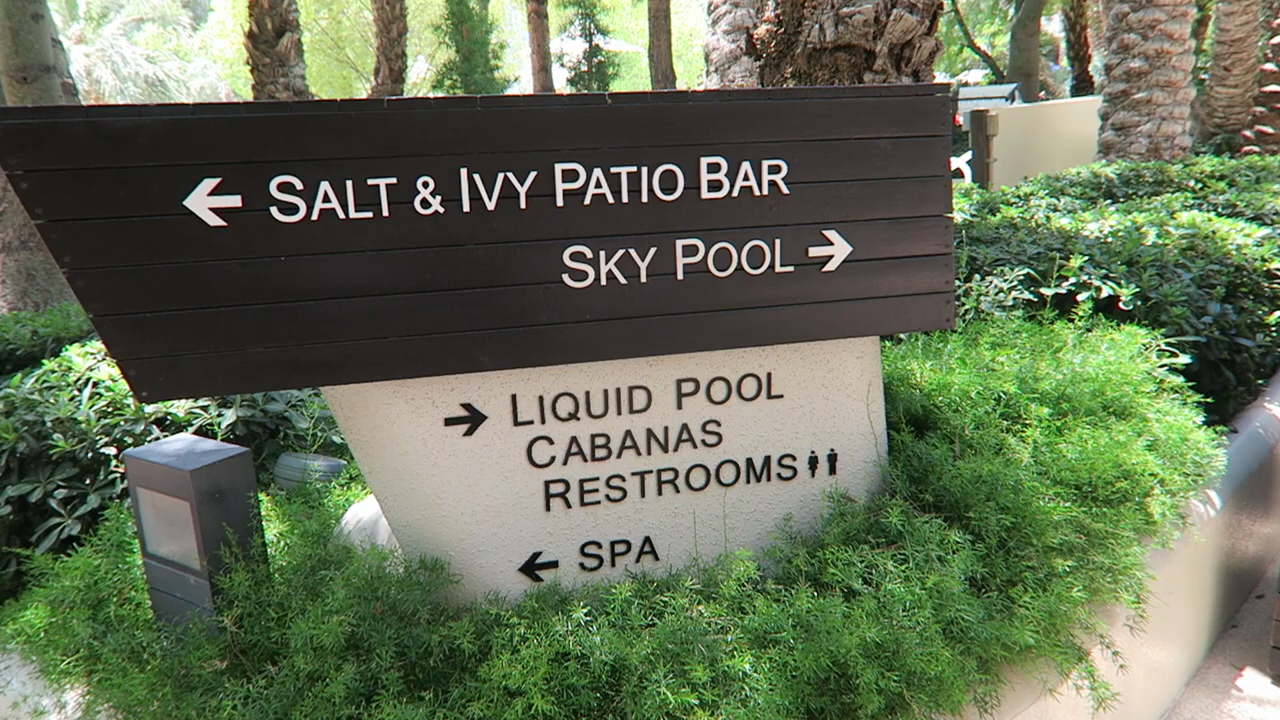 ← SALT & IVY PATIO BAR
SKY POOL →
→ LIQUID POOL
CABANAS
RESTROOMS
← SPA